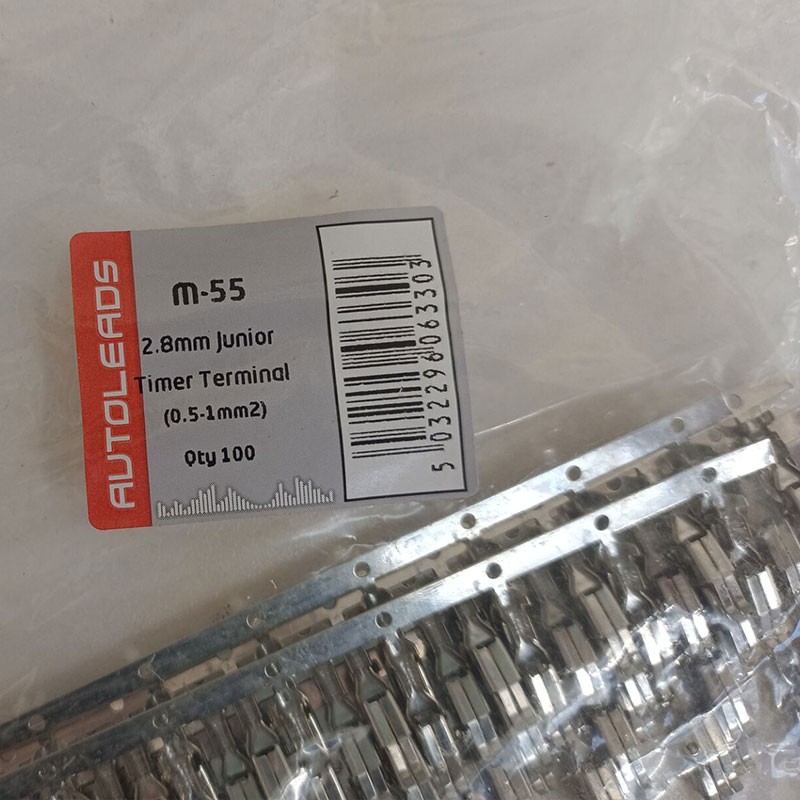 AUTOLEADS
M-55
2.8mm Junior
Timer Terminal
(0.5-1mm2)
Qty 100
5 032296 063303